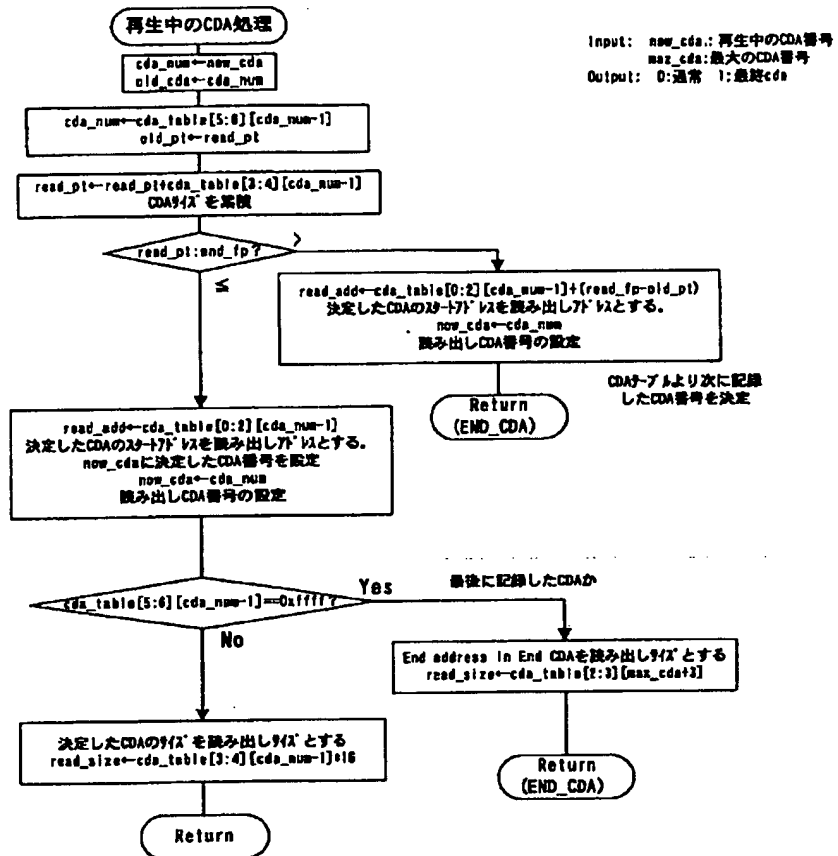 再生中のCDA処理
Input: now_cda.: 再生中のCDA番号
max_cda:最大のCDA番号
Output: 0:通常 1:最終cda
cda_num←now_cda
old_cda←cda_num
cda_num←cda_table[5:6][cda_num-1]
old_pt←read_pt
read_pt←read_pt+cda_table[3:4][cda_num-1]
CDAｻｲｽﾞを累積
read_pt:end_fp?
>
≦
read_add←cda_table[0:2][cda_num-1]+(read_fp-old_pt)
決定したCDAのｽﾀｰﾄｱﾄﾞﾚｽを読み出しｱﾄﾞﾚｽとする。
now_cda←cda_num
読み出しCDA番号の設定
CDAﾃｰﾌﾞﾙより次に記録
したCDA番号を決定
Return
(END_CDA)
read_add←cda_table[0:2][cda_num-1]
決定したCDAのｽﾀｰﾄｱﾄﾞﾚｽを読み出しｱﾄﾞﾚｽとする。
now_cdaに決定したCDA番号を設定
now_cda←cda_num
読み出しCDA番号の設定
cda_table[5:6][cda_num-1]==0xffff?
Yes
最後に記録したCDAか
No
End address in End CDAを読み出しｻｲｽﾞとする
read_size←cda_table[2:3][max_cda+3]
決定したCDAのｻｲｽﾞを読み出しｻｲｽﾞとする
read_size←cda_table[3:4][cda_num-1]*16
Return
(END_CDA)
Return